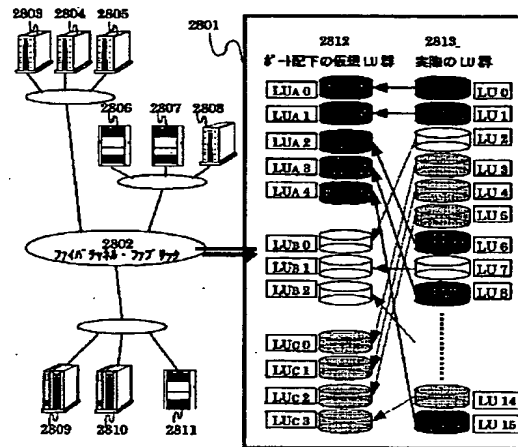 2803 2804 2805
2801
2806 2807 2808
2802
ファイバチャネル・ファブリック
2809 2810 2811
2812
ポート配下の仮想LU群
2813
実際のLU群
LUA0
LUA1
LUA2
LUA3
LUA4
LUB0
LUB1
LUB2
LUC0
LUC1
LUC2
LUC3
LU0
LU1
LU2
LU3
LU4
LU5
LU6
LU7
LU8
LU14
LU15